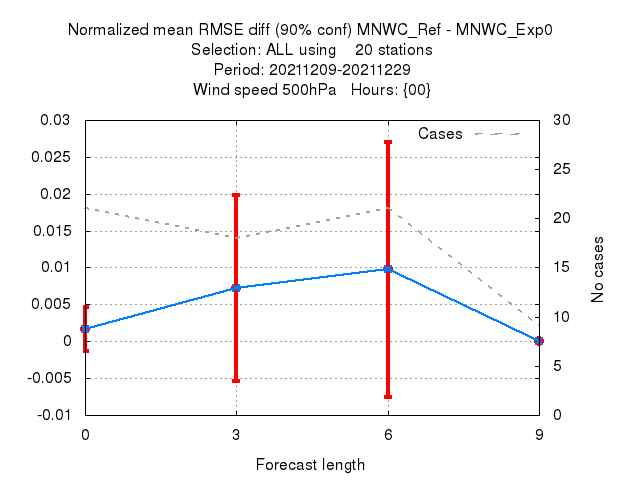 Normalized mean RMSE diff (90% conf) MNWC_Ref - MNWC_Exp0
Selection: ALL using 20 stations
Period: 20211209-20211229
Wind speed 500hPa Hours: {00}
Cases
0.03
0.025
0.02
0.015
0.01
0.005
0
-0.005
-0.01
30
25
20
15
10
5
0
No cases
0 3 6 9
Forecast length